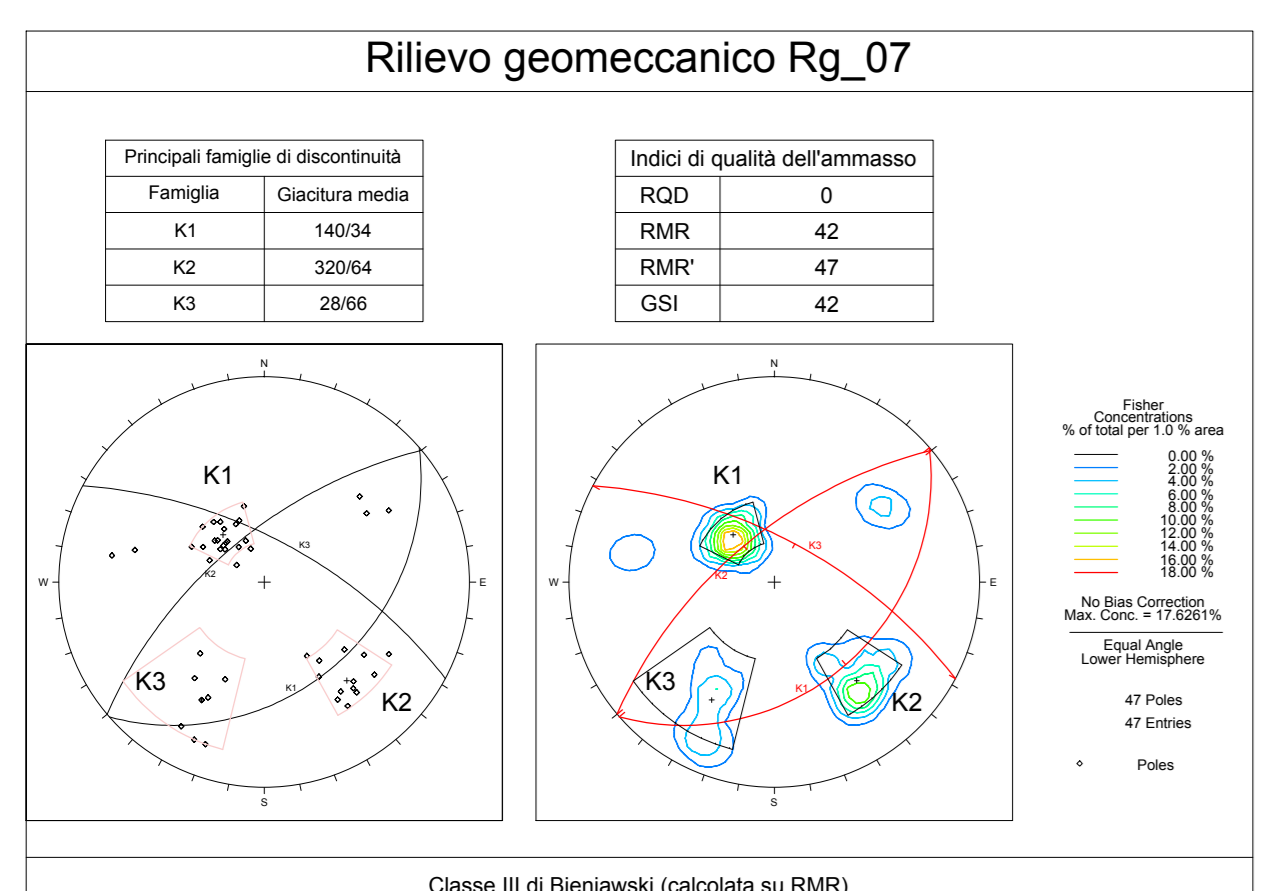 Rilievo geomeccanico Rg_07
Principali famiglie di discontinuità
Famiglia Giacitura media
K1 140/34
K2 320/64
K3 28/66
Indici di qualità dell'ammasso
RQD 0
RMR 42
RMR' 47
GSI 42
N
K1
K3
K2
W
E
K3
K1
K2
S
N
K1
K3
K2
W
E
K3
K1
K2
S
Fisher
Concentrations
% of total per 1.0 % area
0.00 %
2.00 %
4.00 %
6.00 %
8.00 %
10.00 %
12.00 %
14.00 %
16.00 %
18.00 %
No Bias Correction
Max. Conc. = 17.6261%
Equal Angle
Lower Hemisphere
47 Poles
47 Entries
Poles
Classe III di Bieniawski (calcolata su RMR)